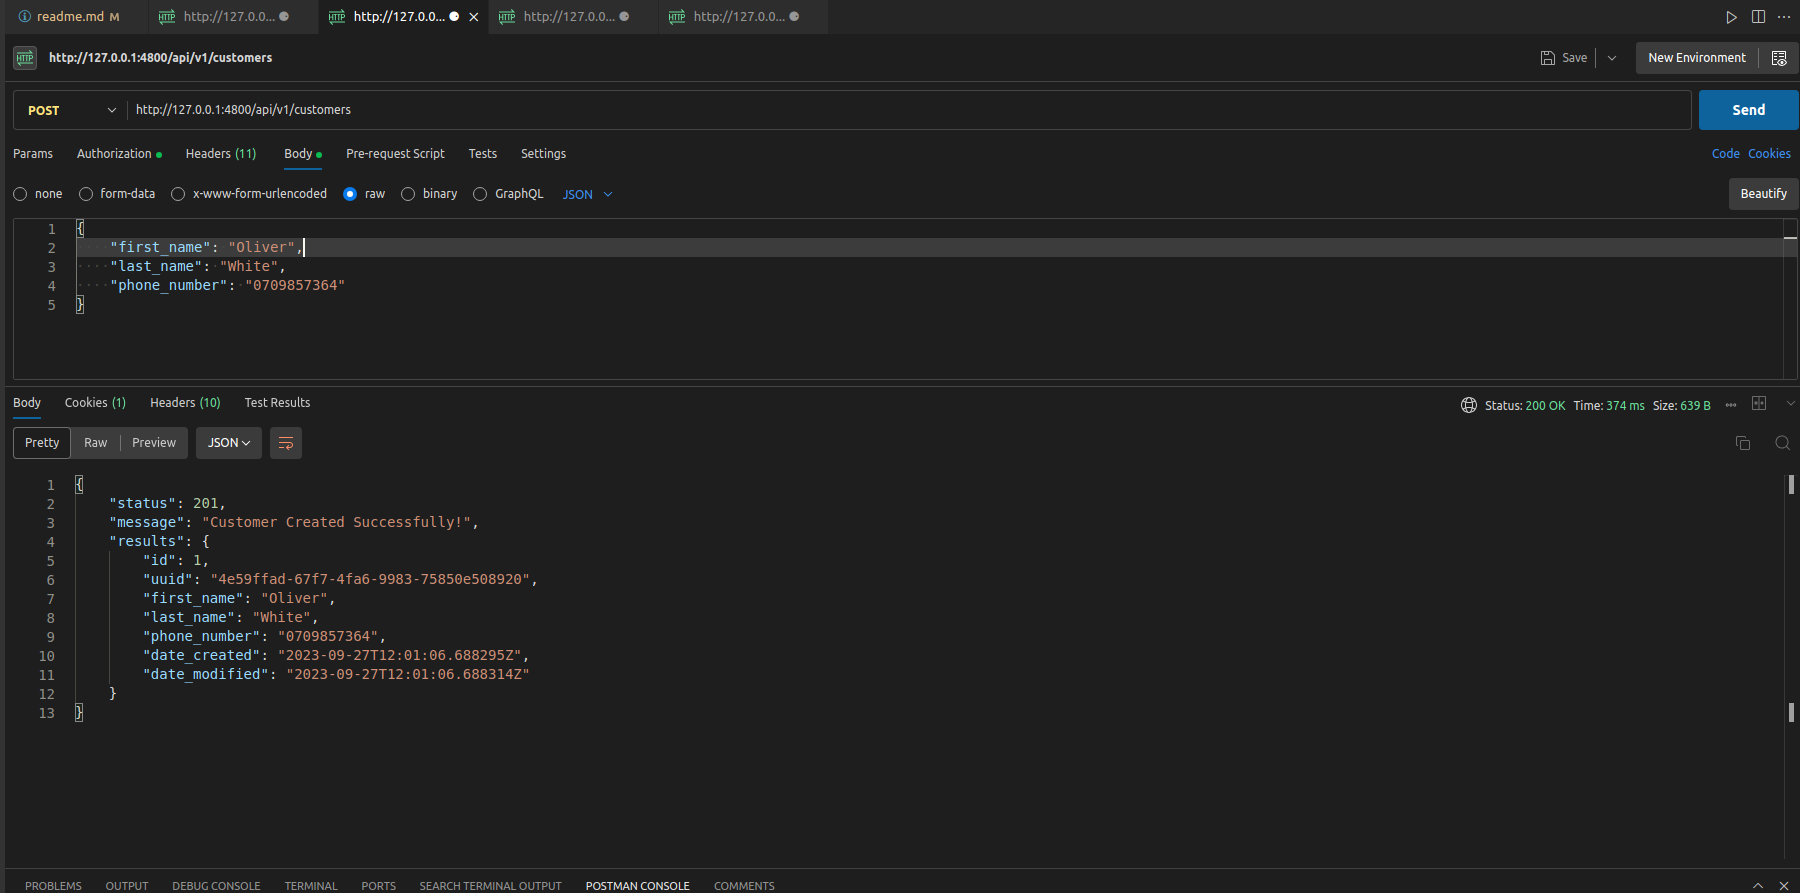 readme.md M http://127.0.0... http://127.0.0... http://127.0.0... http://127.0.0...
HTTP http://127.0.0.1:4800/api/v1/customers Save New Environment
POST http://127.0.0.1:4800/api/v1/customers Send
Params Authorization Headers (11) Body Pre-request Script Tests Settings Code Cookies
none form-data x-www-form-urlencoded raw binary GraphQL JSON Beautify
1 {
2 "first_name": "Oliver",
3 "last_name": "White",
4 "phone_number": "0709857364"
5 }
Body Cookies (1) Headers (10) Test Results Status: 200 OK Time: 374 ms Size: 639 B
Pretty Raw Preview JSON
1 {
2 "status": 201,
3 "message": "Customer Created Successfully!",
4 "results": {
5 "id": 1,
6 "uuid": "4e59ffad-67f7-4fa6-9983-75850e508920",
7 "first_name": "Oliver",
8 "last_name": "White",
9 "phone_number": "0709857364",
10 "date_created": "2023-09-27T12:01:06.688295Z",
11 "date_modified": "2023-09-27T12:01:06.688314Z"
12 }
13 }
PROBLEMS OUTPUT DEBUG CONSOLE TERMINAL PORTS SEARCH TERMINAL OUTPUT POSTMAN CONSOLE COMMENTS